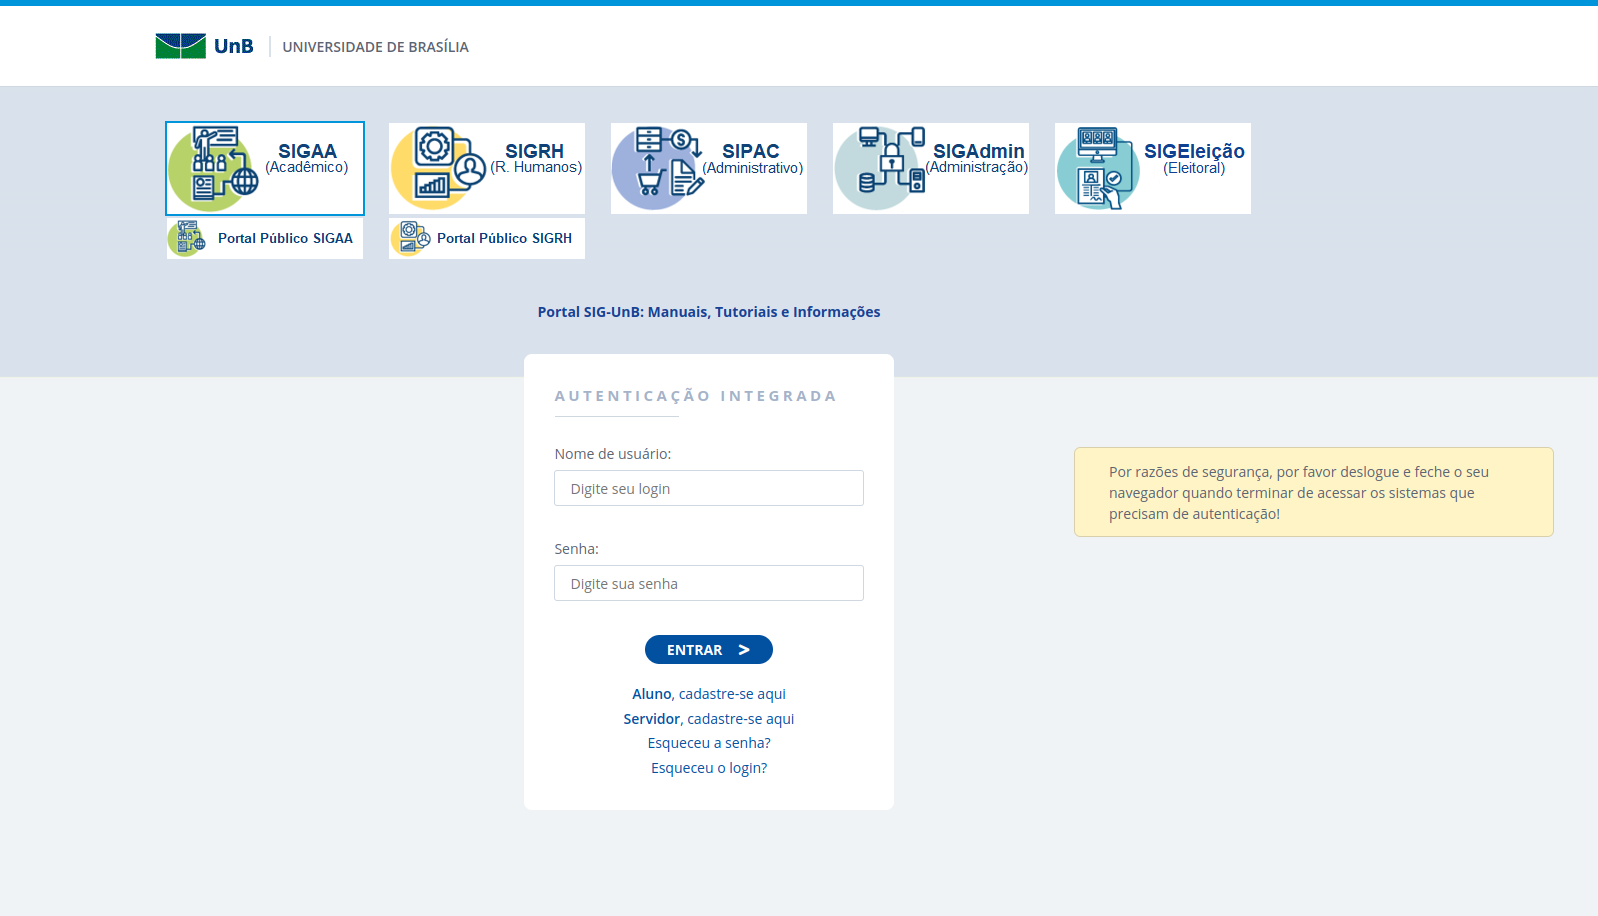 UnB
UNIVERSIDADE DE BRASÍLIA
SIGAA
(Acadêmico)
SIGRH
(R. Humanos)
SIPAC
(Administrativo)
SIGAdmin
(Administração)
SIGEleição
(Eleitoral)
Portal Público SIGAA
Portal Público SIGRH
Portal SIG-UnB: Manuais, Tutoriais e Informações
AUTENTICAÇÃO INTEGRADA
Nome de usuário:
Digite seu login
Senha:
Digite sua senha
ENTRAR >
Aluno, cadastre-se aqui
Servidor, cadastre-se aqui
Esqueceu a senha?
Esqueceu o login?
Por razões de segurança, por favor deslogue e feche o seu
navegador quando terminar de acessar os sistemas que
precisam de autenticação!